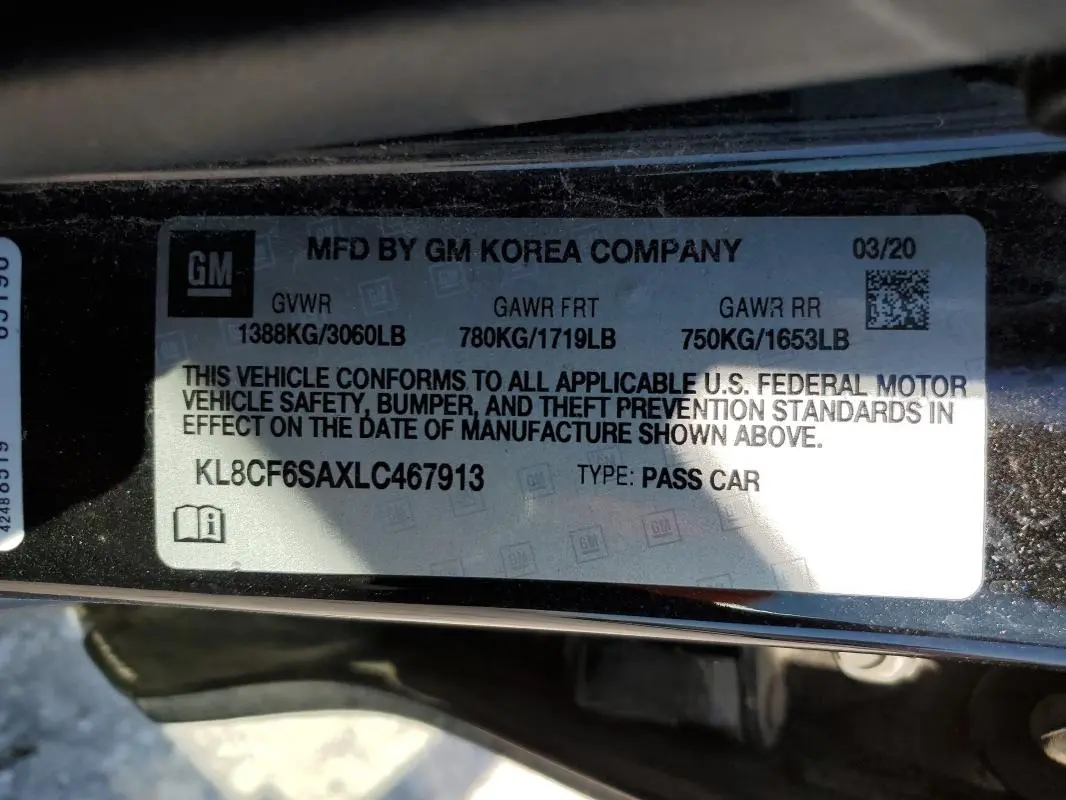 GM
MFD BY GM KOREA COMPANY
03/20
GVWR
GAWR FRT
GAWR RR
1388KG/3060LB
780KG/1719LB
750KG/1653LB
THIS VEHICLE CONFORMS TO ALL APPLICABLE U.S. FEDERAL MOTOR
VEHICLE SAFETY, BUMPER, AND THEFT PREVENTION STANDARDS IN
EFFECT ON THE DATE OF MANUFACTURE SHOWN ABOVE.
KL8CF6SAXLC467913
TYPE: PASS CAR
42488519